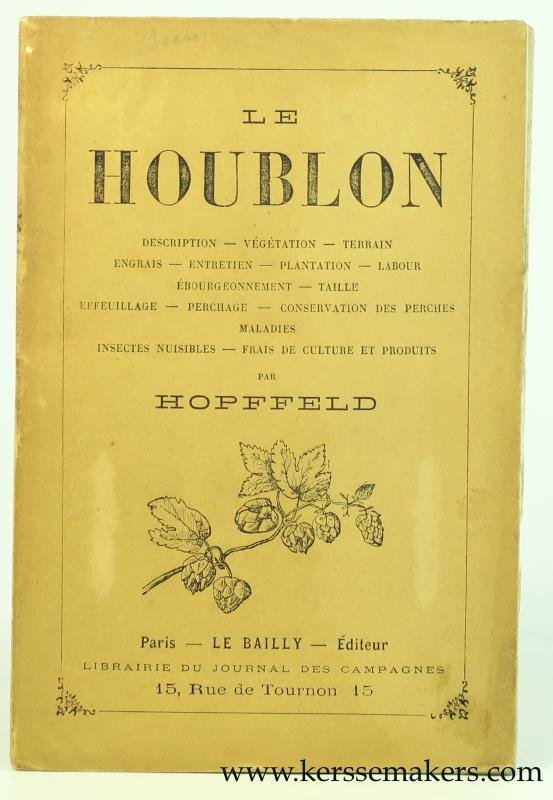 LE
HOUBLON
DESCRIPTION — VÉGÉTATION — TERRAIN
ENGRAIS — ENTRETIEN — PLANTATION — LABOUR
ÉBOURGEONNEMENT — TAILLE
EFFEUILLAGE — PERCHAGE — CONSERVATION DES PERCHES
MALADIES
INSECTES NUISIBLES — FRAIS DE CULTURE ET PRODUITS
PAR
HOPFFELD
Paris — LE BAILLY — Éditeur
LIBRAIRIE DU JOURNAL DES CAMPAGNES
15, Rue de Tournon 15
www.kerssemakers.com